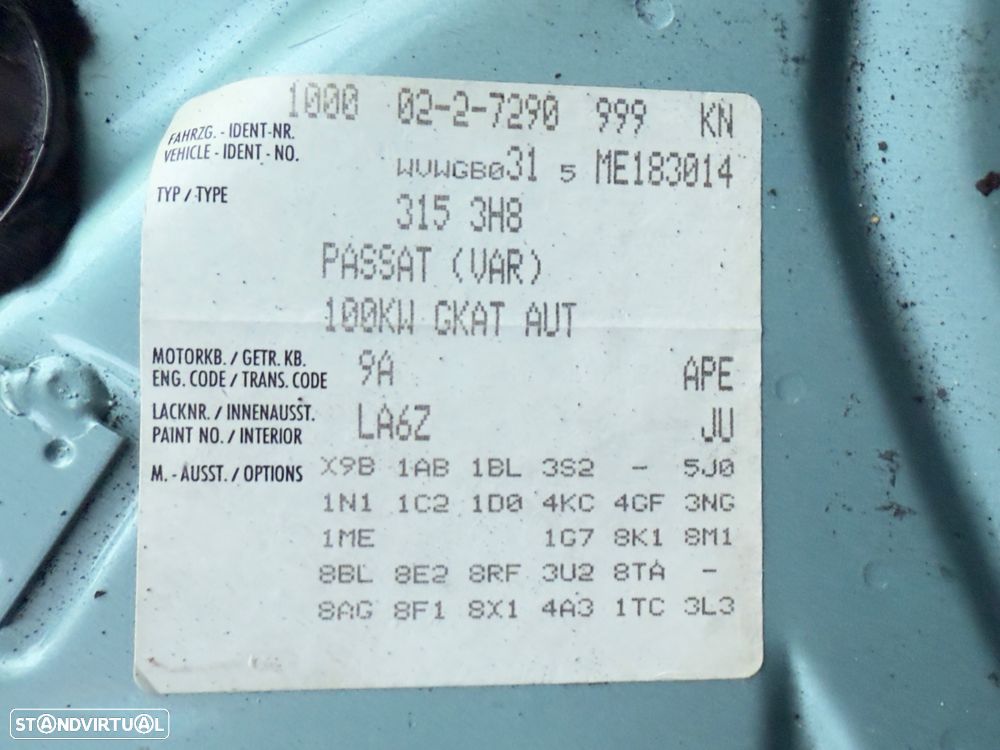 1000 02-2-7290 999 KN
FAHRZG. - IDENT-NR.
VEHICLE - IDENT - NO. WVWGB031 5 ME183014
TYP / TYPE 315 3H8
PASSAT (VAR)
100KW GKAT AUT
MOTORKB. / GETR. KB.
ENG. CODE / TRANS. CODE 9A APE
LACKNR. / INNENAUSST.
PAINT NO. / INTERIOR LA6Z JU
M. - AUSST. / OPTIONS X9B 1AB 1BL 3S2 - 5J0
1N1 1C2 1D0 4KC 4GF 3NG
1ME 1G7 8K1 8M1
8BL 8E2 8RF 3U2 8TA -
8AG 8F1 8X1 4A3 1TC 3L3
STANDVIRTUAL